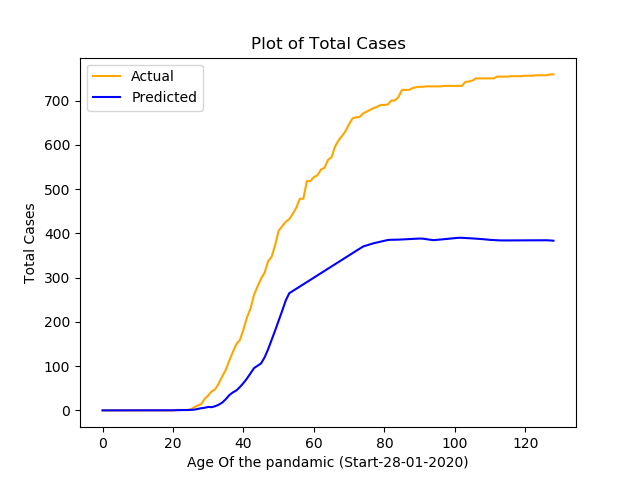 Plot of Total Cases
Actual
Predicted
700
600
500
400
300
200
100
0
Total Cases
0 20 40 60 80 100 120
Age Of the pandamic (Start-28-01-2020)